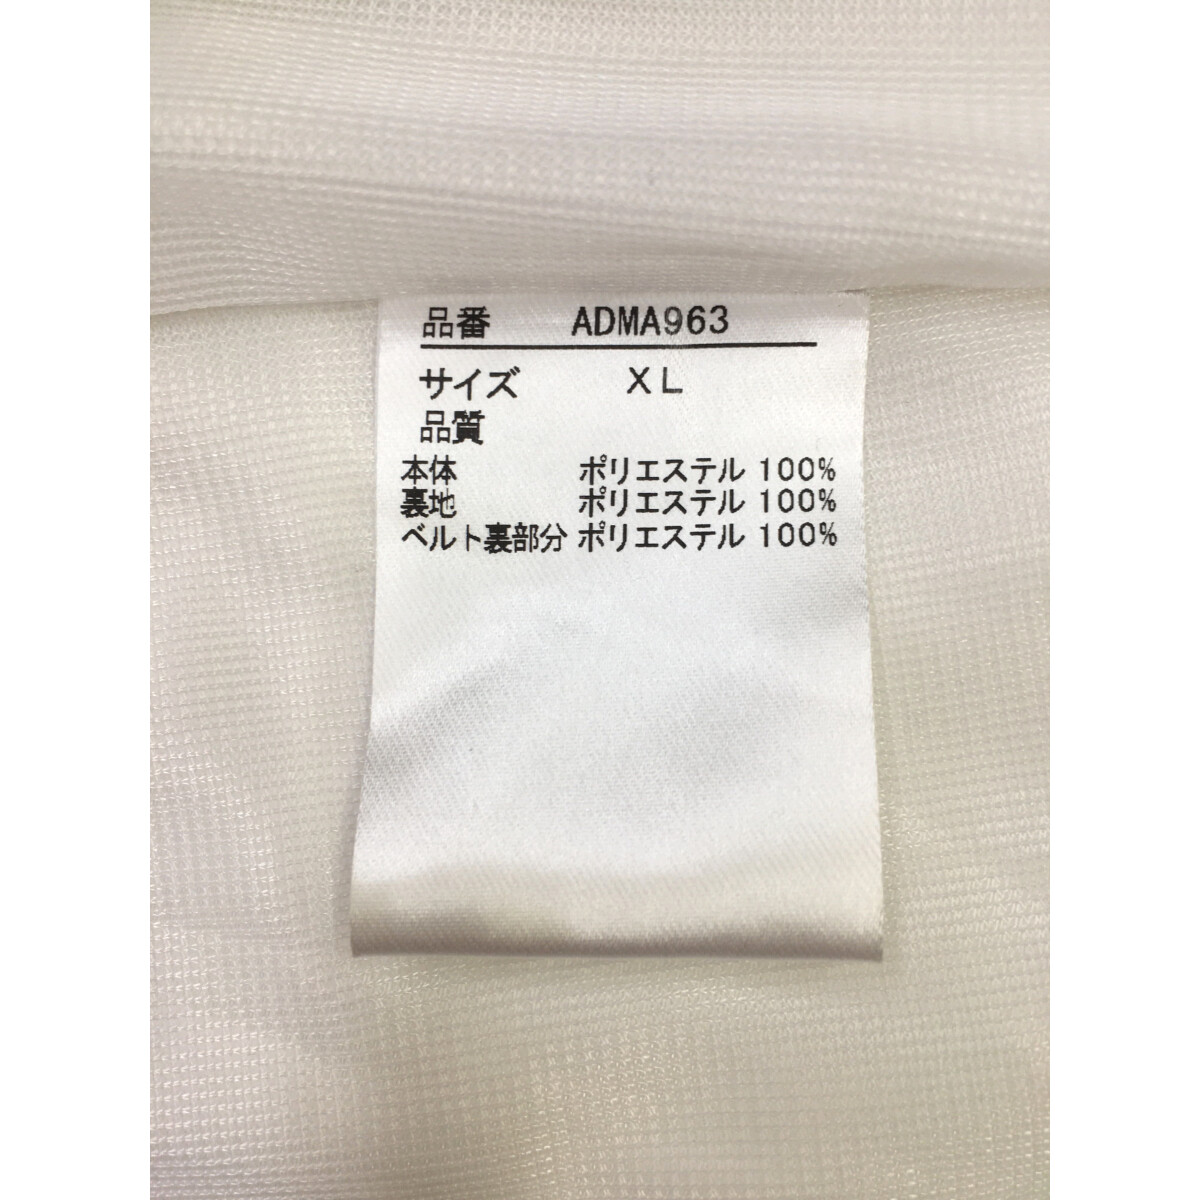 品番 ADMA963
サイズ XL
品質
本体 ポリエステル 100%
裏地 ポリエステル 100%
ベルト裏部分 ポリエステル 100%